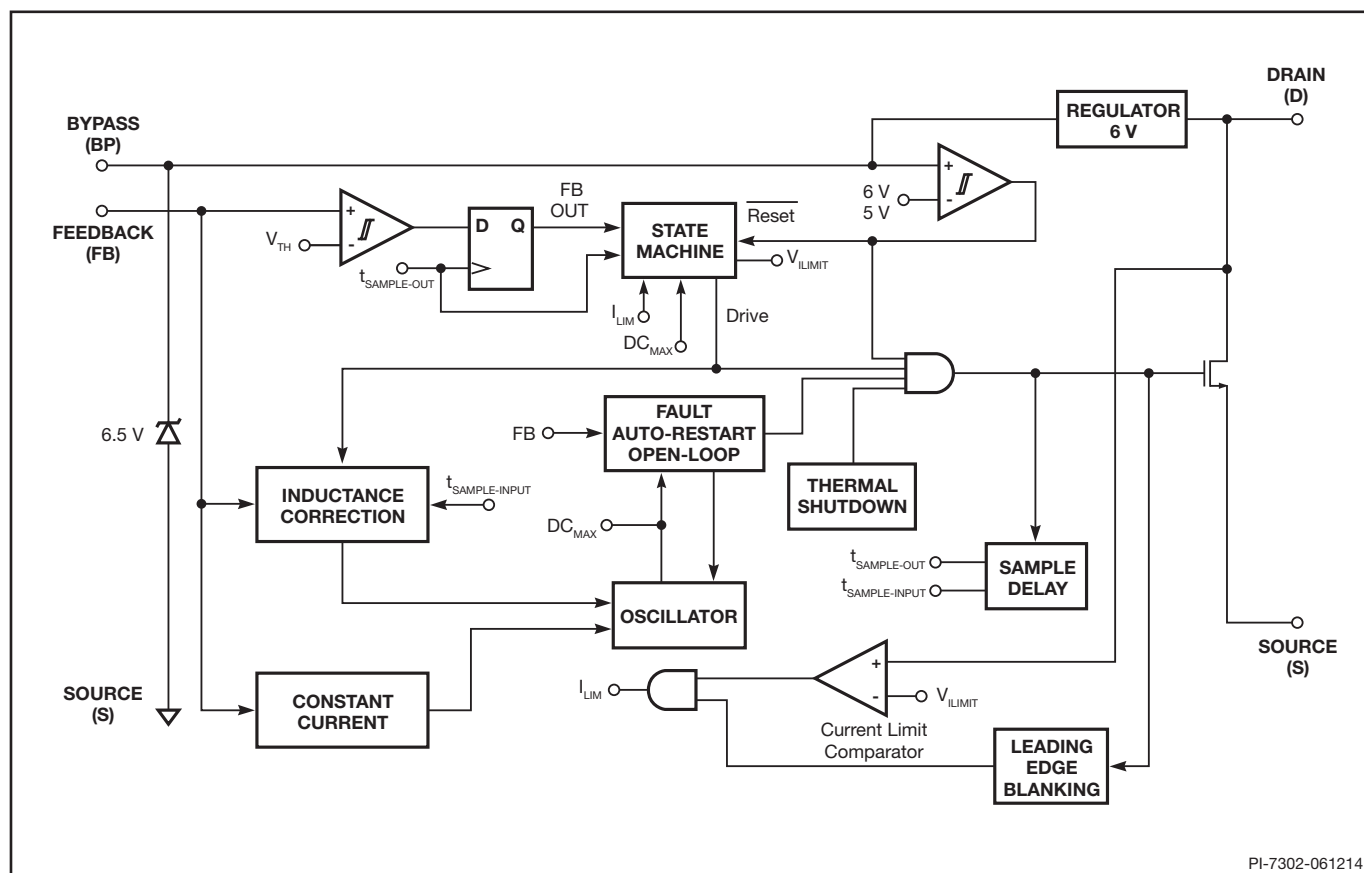 DRAIN
(D)
REGULATOR
6 V
BYPASS
(BP)
+
-
6 V
5 V
FEEDBACK
(FB)
+
-
V_TH
D Q
t_SAMPLE-OUT
FB
OUT
STATE
MACHINE
Reset
V_ILIMIT
I_LIM
DC_MAX
Drive
6.5 V
FB
FAULT
AUTO-RESTART
OPEN-LOOP
THERMAL
SHUTDOWN
INDUCTANCE
CORRECTION
t_SAMPLE-INPUT
DC_MAX
t_SAMPLE-OUT
t_SAMPLE-INPUT
SAMPLE
DELAY
OSCILLATOR
SOURCE
(S)
SOURCE
(S)
CONSTANT
CURRENT
I_LIM
+
-
V_ILIMIT
Current Limit
Comparator
LEADING
EDGE
BLANKING
PI-7302-061214